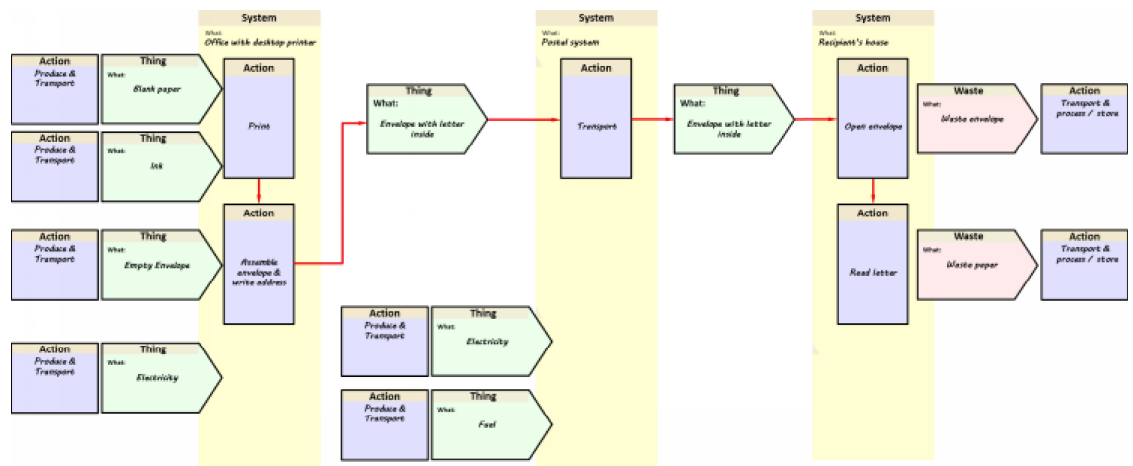 System
What:
Office with desktop printer
System
What:
Postal system
System
What:
Recipient's house
Action
Produce &
Transport
Thing
What:
Blank paper
Action
Print
Action
Produce &
Transport
Thing
What:
Ink
Action
Produce &
Transport
Thing
What:
Empty Envelope
Action
Assemble
envelope &
write address
Action
Produce &
Transport
Thing
What:
Electricity
Thing
What:
Envelope with letter
inside
Action
Transport
Action
Produce &
Transport
Thing
What:
Electricity
Action
Produce &
Transport
Thing
What:
Fuel
Thing
What:
Envelope with letter
inside
Action
Open envelope
Waste
What:
Waste envelope
Action
Transport &
process / store
Action
Read letter
Waste
What:
Waste paper
Action
Transport &
process / store